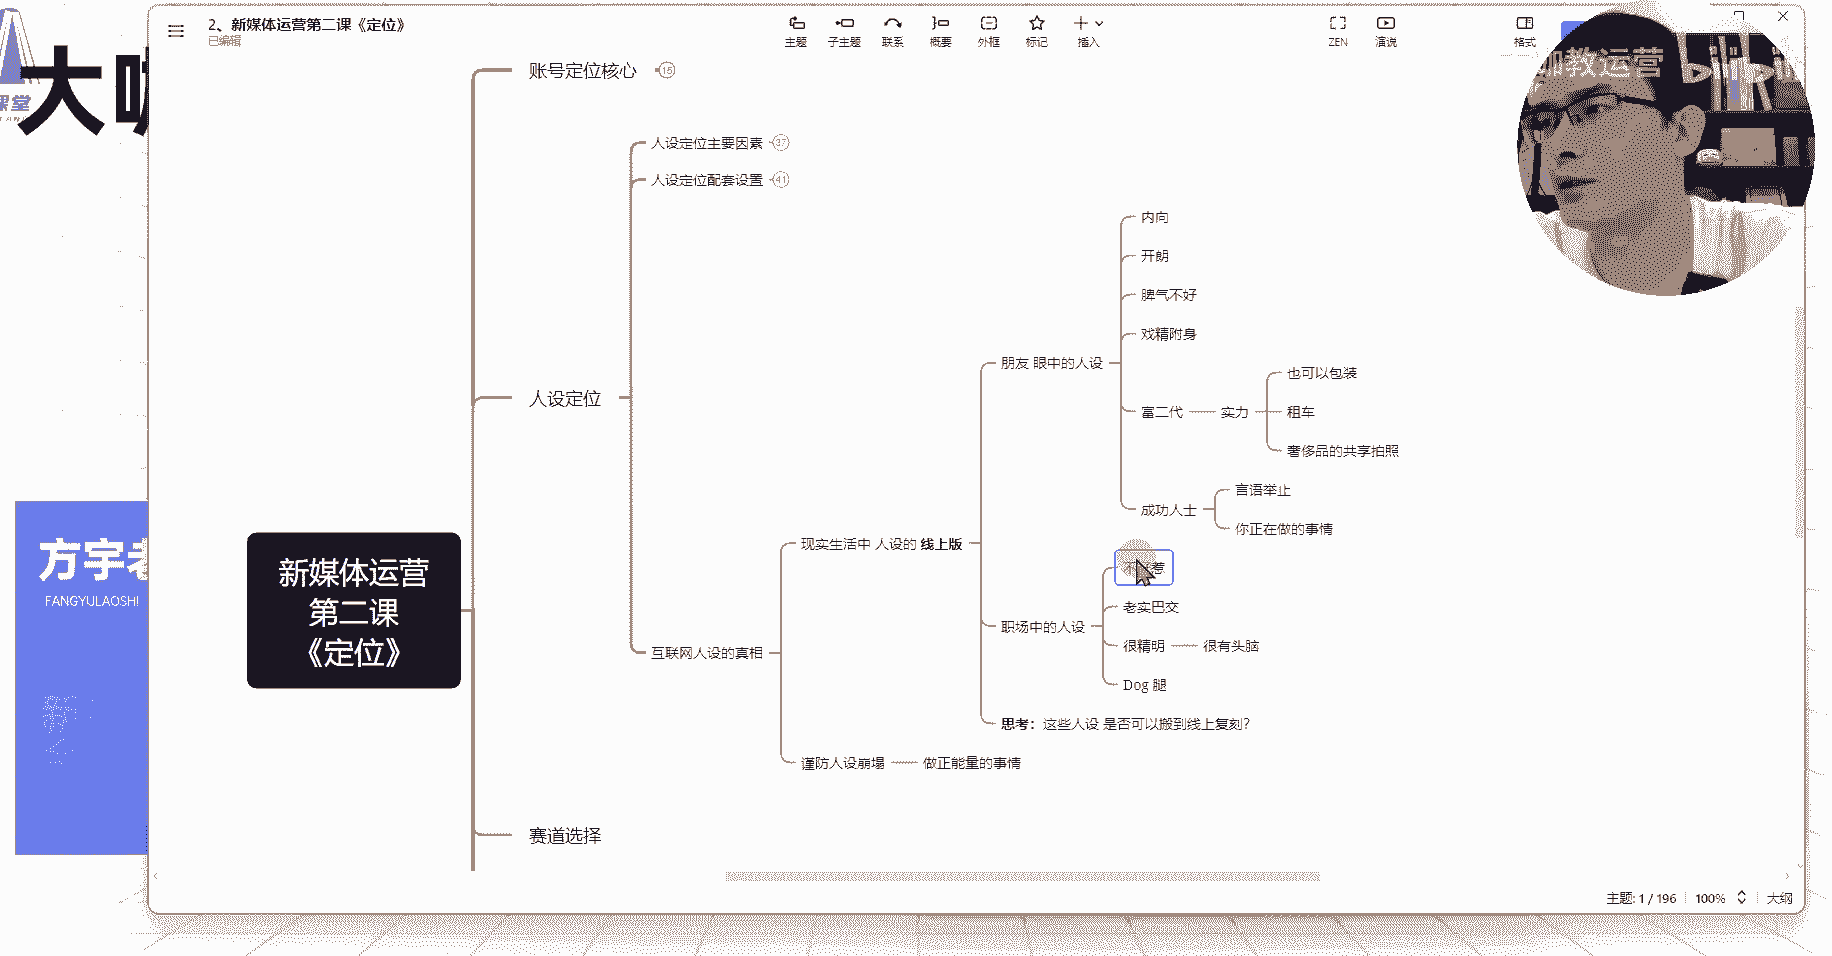 2、新媒体运营第二课《定位》
已编辑
主题
子主题
联系
概要
外框
标记
插入
ZEN
演说
格式
大
课堂
加教运营
账号定位核心
15
人设定位主要因素
37
人设定位配套设置
41
内向
开朗
脾气不好
戏精附身
朋友 眼中的人设
也可以包装
富二代
实力
租车
奢侈品的共享拍照
人设定位
言语举止
成功人士
你正在做的事情
现实生活中 人设的 线上版
惹
老实巴交
职场中的人设
很精明
很有头脑
Dog 腿
互联网人设的真相
思考：这些人设 是否可以搬到线上复刻？
谨防人设崩塌
做正能量的事情
新媒体运营
第二课
《定位》
赛道选择
方宇
FANGYULAOSHI
主题: 1 / 196
100%
大纲